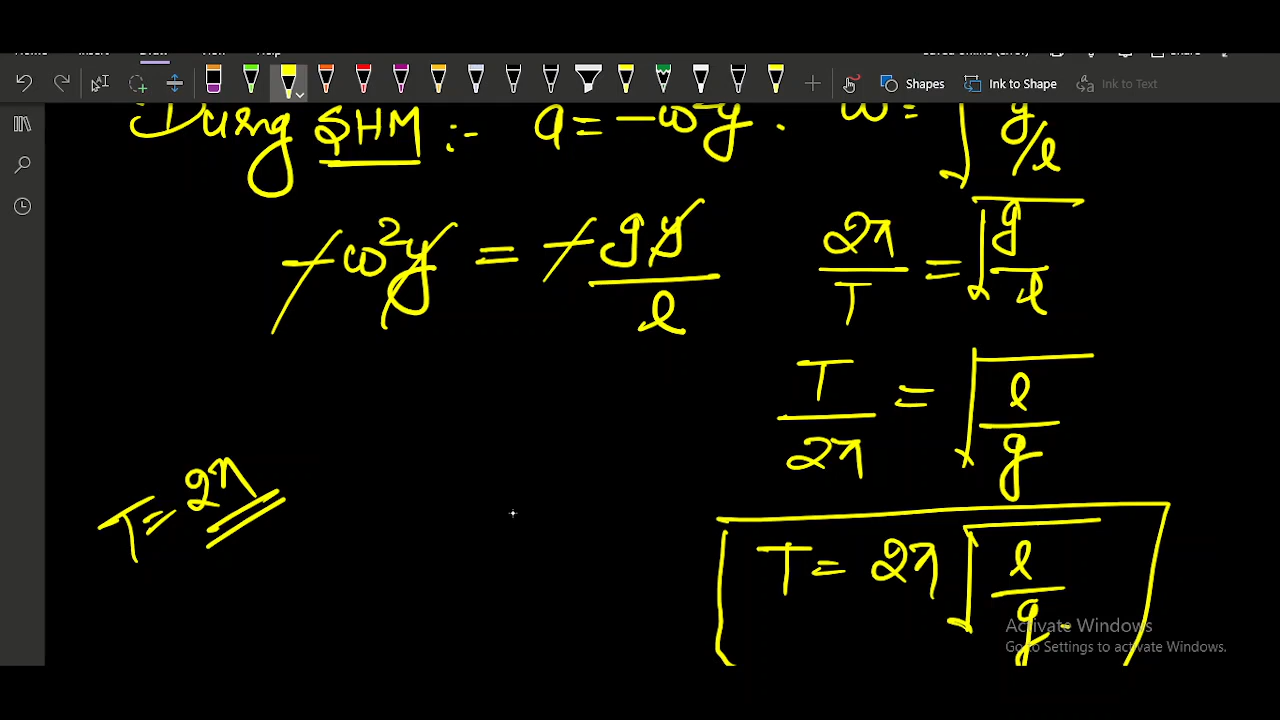 Shapes Ink to Shape Ink to Text
During SHM :- a = -ω²y . ω = √g/l
-ω²y = -gy/l
2π/T = √g/l
T/2π = √l/g
T = 2π
T = 2π √l/g
Activate Windows
Go to Settings to activate Windows.